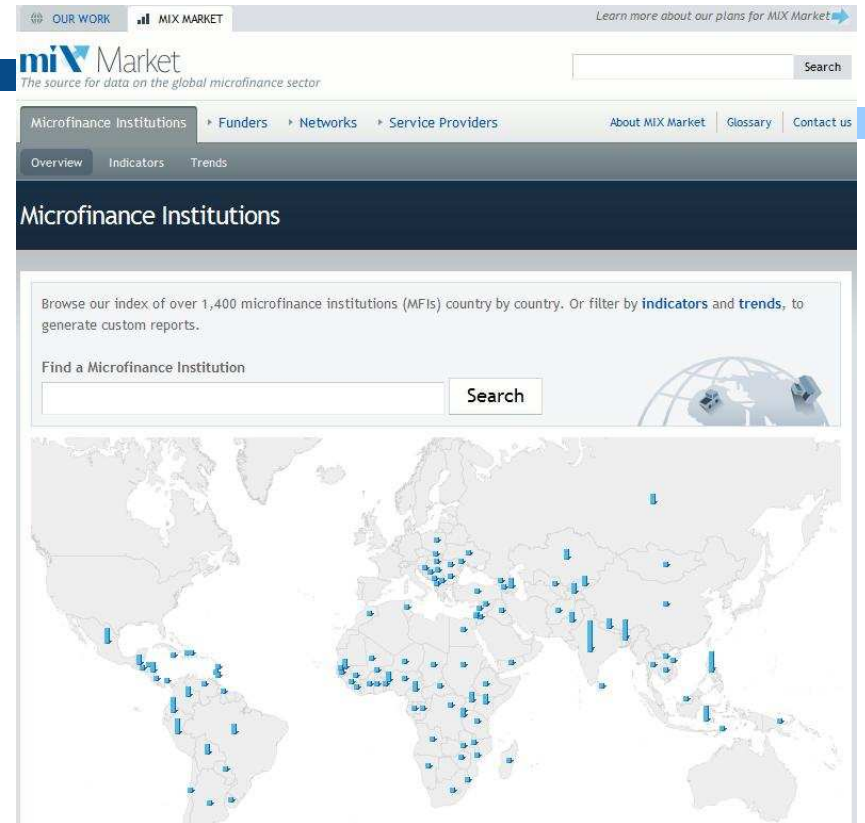 OUR WORK MIX MARKET Learn more about our plans for MIX Market
mix Market
The source for data on the global microfinance sector
Search
Microfinance Institutions Funders Networks Service Providers About MIX Market Glossary Contact us
Overview Indicators Trends
Microfinance Institutions
Browse our index of over 1,400 microfinance institutions (MFIs) country by country. Or filter by indicators and trends, to
generate custom reports.
Find a Microfinance Institution
Search